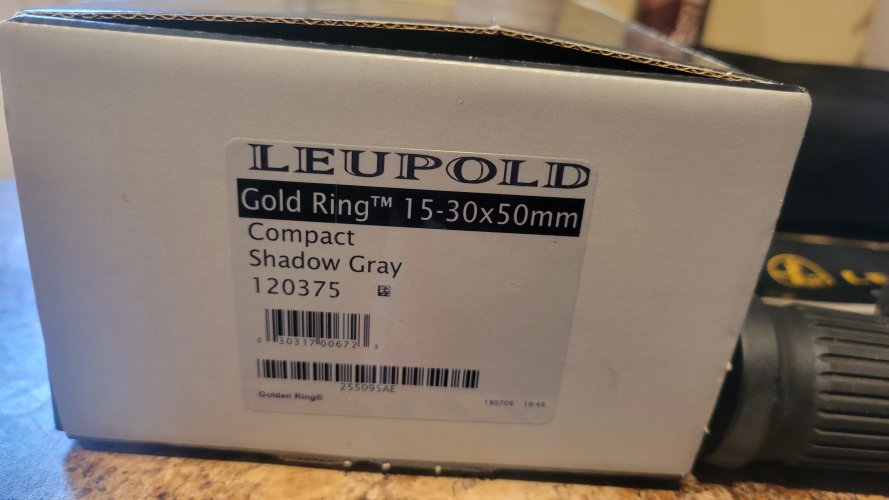 LEUPOLD
Gold Ring™ 15-30x50mm
Compact
Shadow Gray
120375
0 30317 00672 3
255095AE
Golden Ring® 180709 19:49
LE